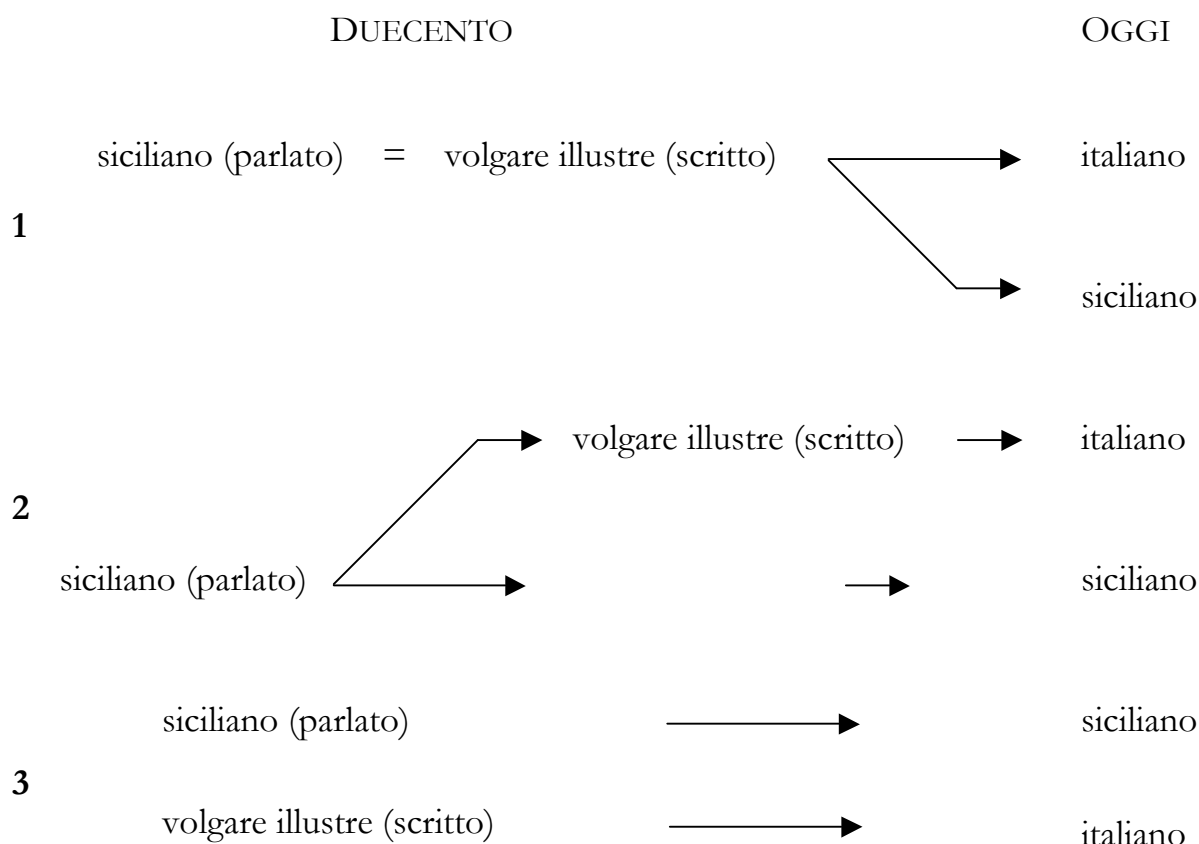 DUECENTO OGGI
siciliano (parlato) = volgare illustre (scritto) italiano
1
siciliano
volgare illustre (scritto) italiano
2
siciliano (parlato) siciliano
siciliano (parlato) siciliano
3
volgare illustre (scritto) italiano